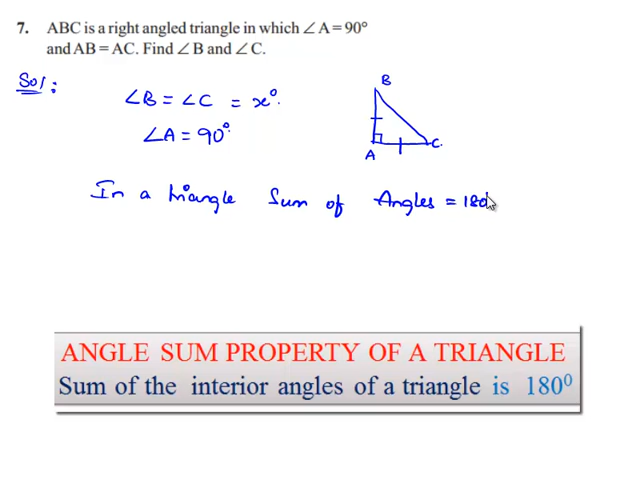 7. ABC is a right angled triangle in which ∠A = 90°
and AB = AC. Find ∠B and ∠C.
Sol:
∠B = ∠C = x°.
∠A = 90°.
B
A
C.
In a triangle Sum of Angles = 180
ANGLE SUM PROPERTY OF A TRIANGLE
Sum of the interior angles of a triangle is 180⁰